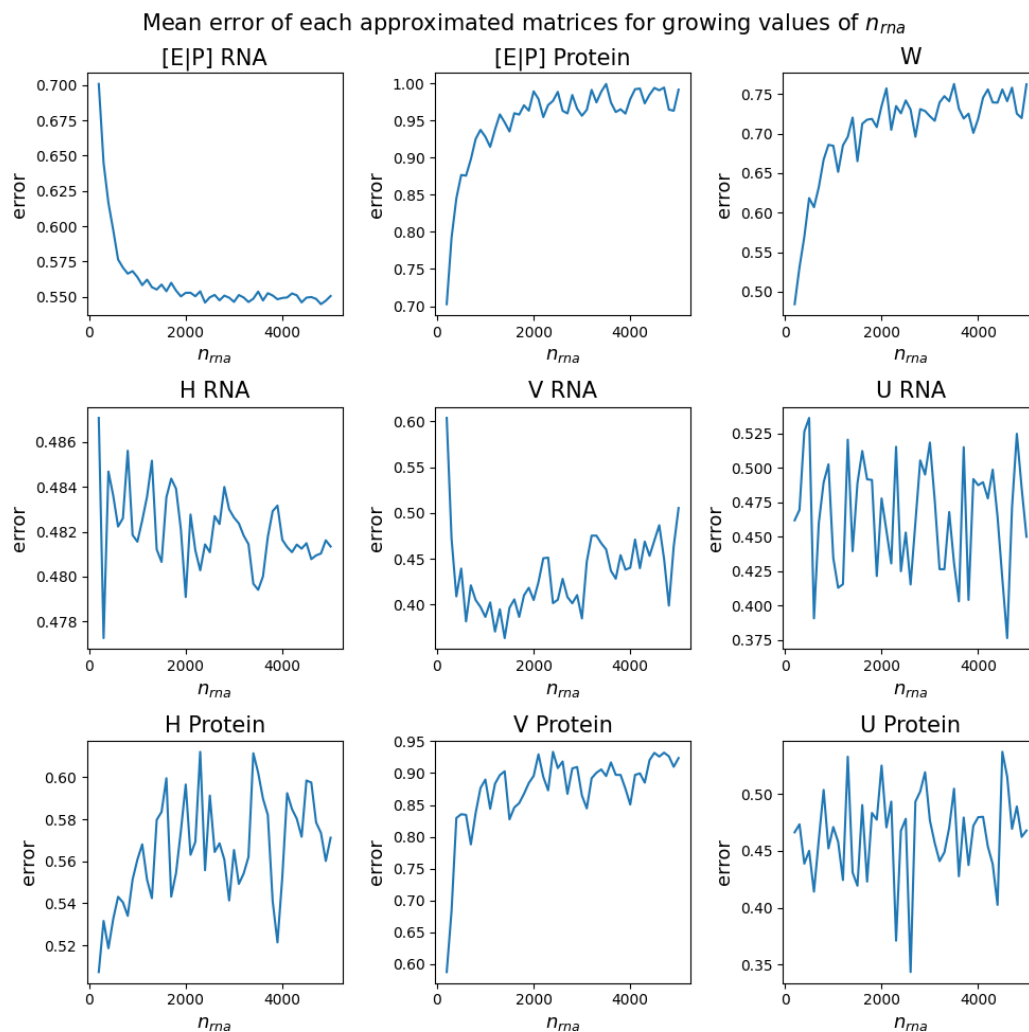 Mean error of each approximated matrices for growing values of n_rna
[E|P] RNA
0.700
0.675
0.650
0.625
0.600
0.575
0.550
error
0 2000 4000
n_rna
[E|P] Protein
1.00
0.95
0.90
0.85
0.80
0.75
0.70
error
0 2000 4000
n_rna
W
0.75
0.70
0.65
0.60
0.55
0.50
error
0 2000 4000
n_rna
H RNA
0.486
0.484
0.482
0.480
0.478
error
0 2000 4000
n_rna
V RNA
0.60
0.55
0.50
0.45
0.40
error
0 2000 4000
n_rna
U RNA
0.525
0.500
0.475
0.450
0.425
0.400
0.375
error
0 2000 4000
n_rna
H Protein
0.60
0.58
0.56
0.54
0.52
error
0 2000 4000
n_rna
V Protein
0.95
0.90
0.85
0.80
0.75
0.70
0.65
0.60
error
0 2000 4000
n_rna
U Protein
0.50
0.45
0.40
0.35
error
0 2000 4000
n_rna